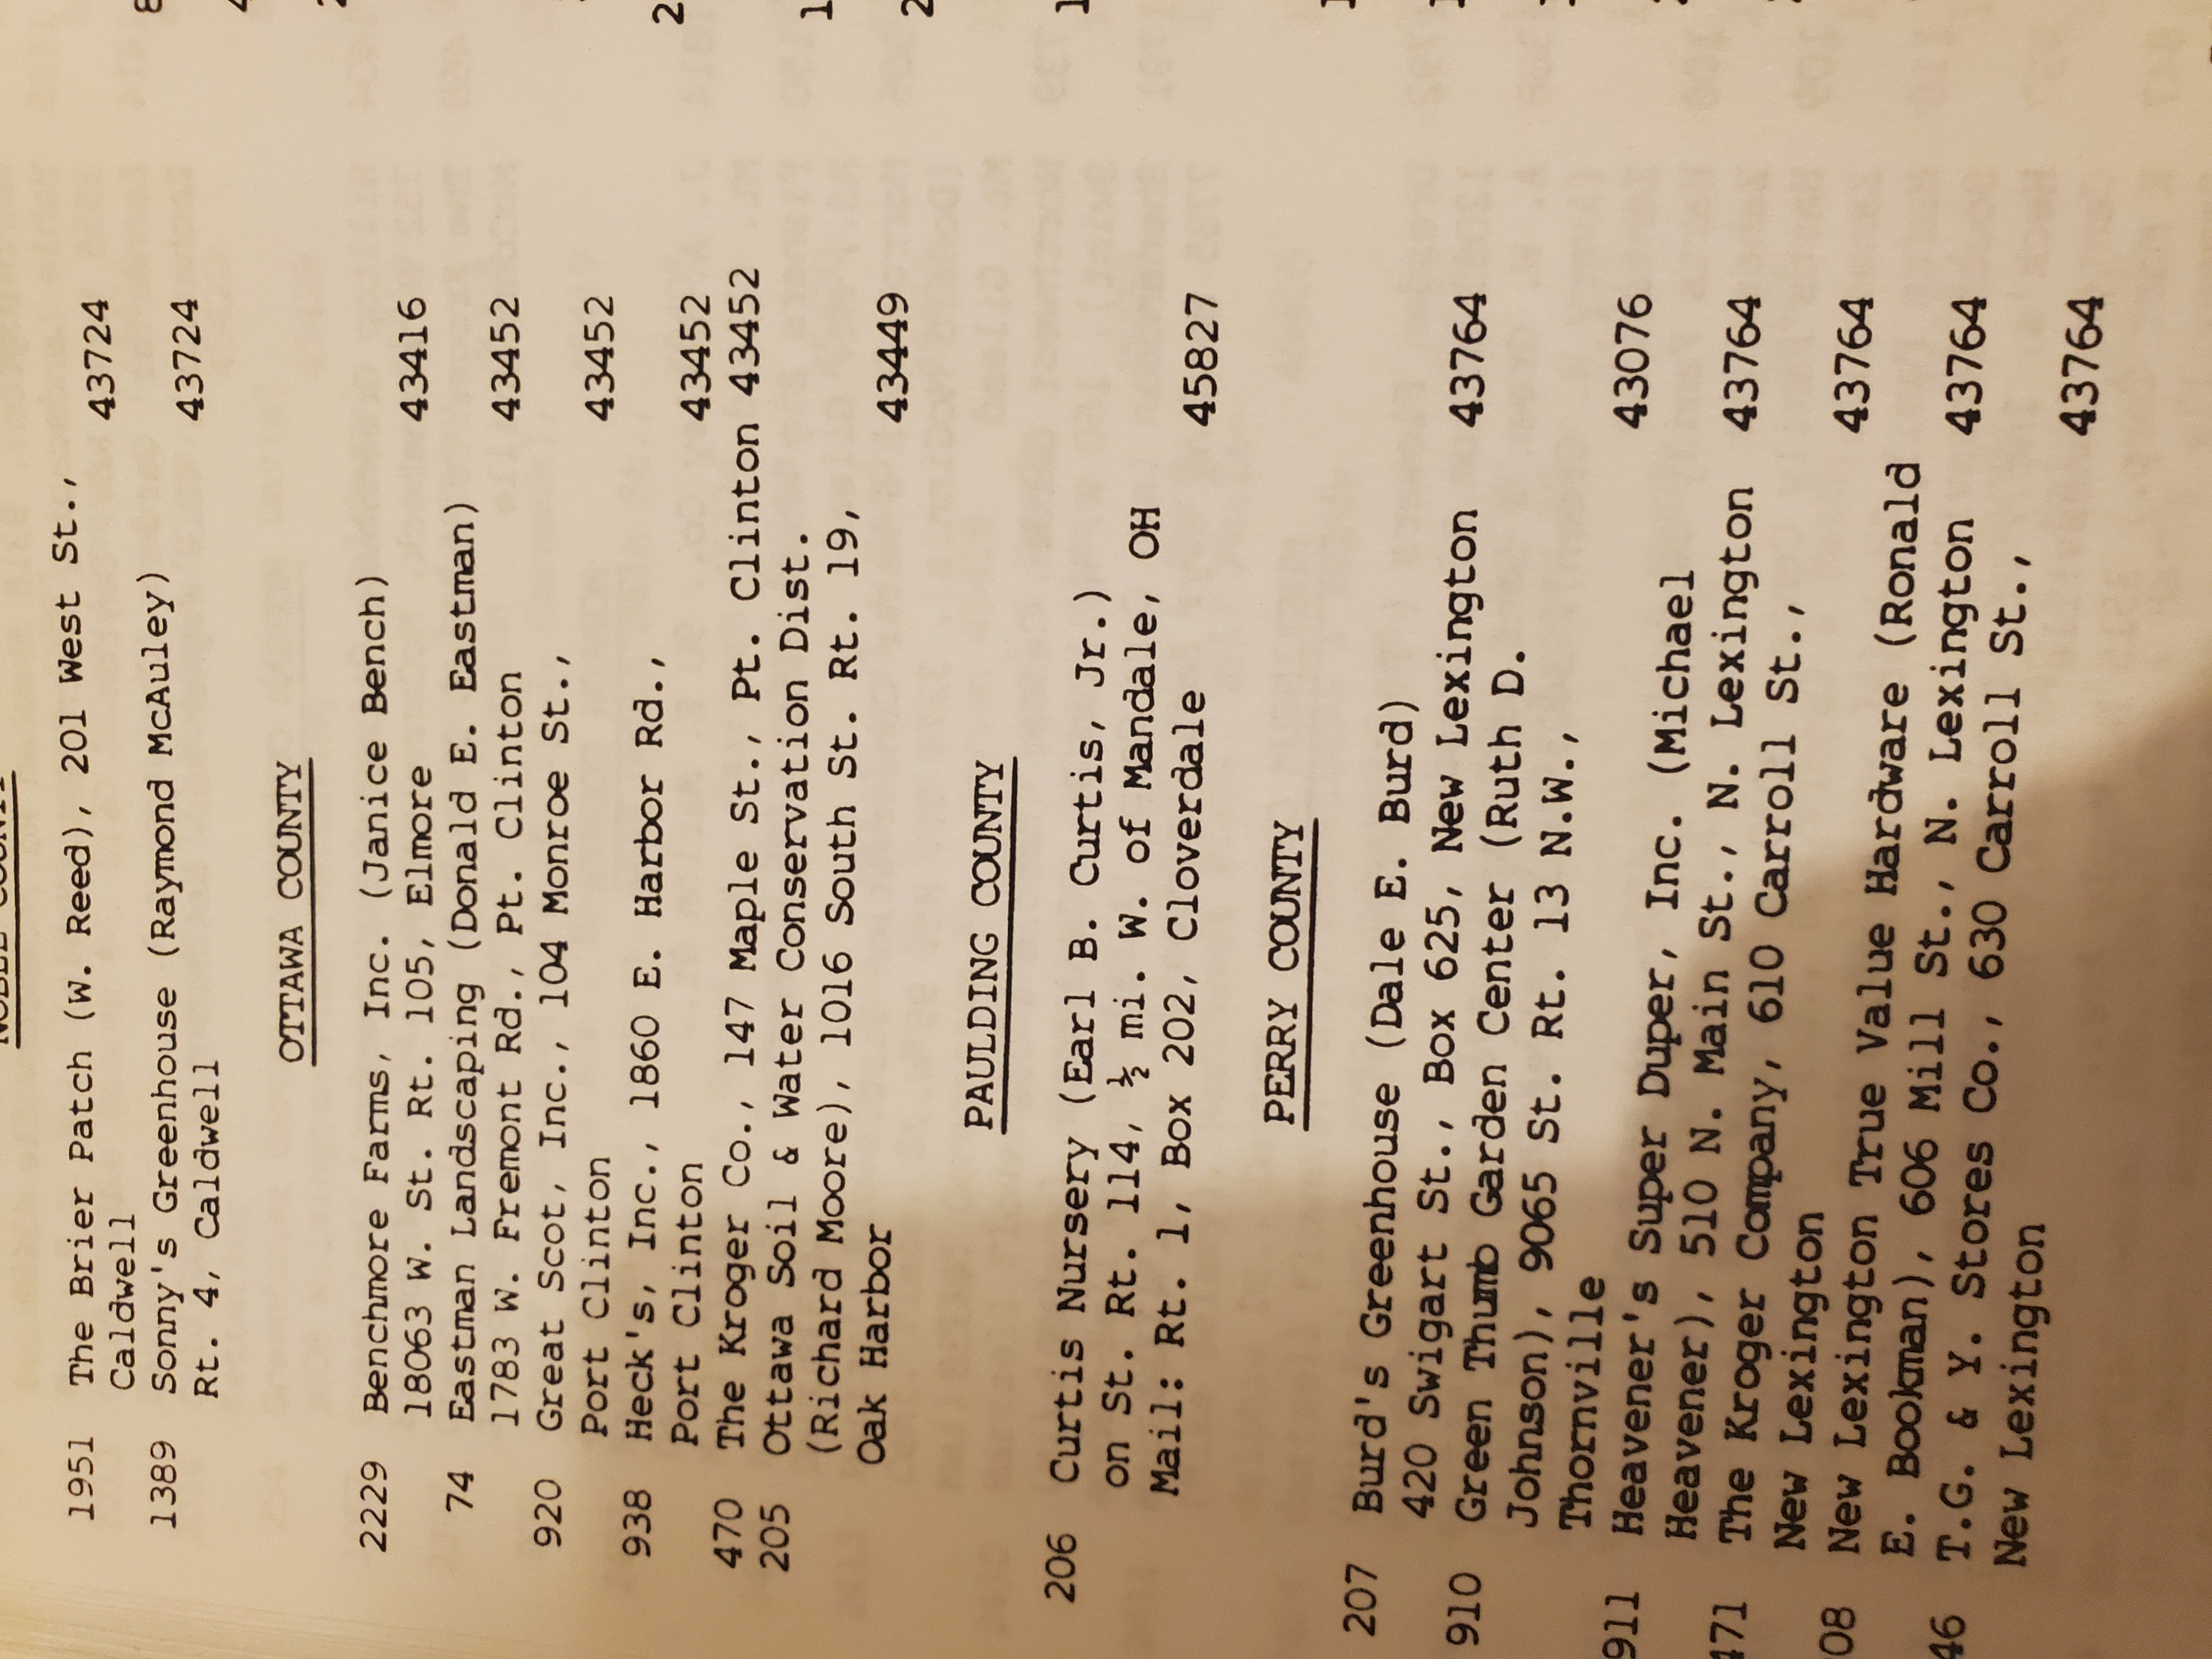 NOBLE COUNTY
1951 The Brier Patch (W. Reed), 201 West St.,
Caldwell 43724
1389 Sonny's Greenhouse (Raymond McAuley)
Rt. 4, Caldwell 43724
OTTAWA COUNTY
2229 Benchmore Farms, Inc. (Janice Bench)
18063 W. St. Rt. 105, Elmore 43416
74 Eastman Landscaping (Donald E. Eastman)
1783 W. Fremont Rd., Pt. Clinton 43452
920 Great Scot, Inc., 104 Monroe St.,
Port Clinton 43452
938 Heck's, Inc., 1860 E. Harbor Rd.,
Port Clinton 43452
470 The Kroger Co., 147 Maple St., Pt. Clinton 43452
205 Ottawa Soil & Water Conservation Dist.
(Richard Moore), 1016 South St. Rt. 19,
Oak Harbor 43449
PAULDING COUNTY
206 Curtis Nursery (Earl B. Curtis, Jr.)
on St. Rt. 114, ½ mi. W. of Mandale, OH
Mail: Rt. 1, Box 202, Cloverdale 45827
PERRY COUNTY
207 Burd's Greenhouse (Dale E. Burd)
420 Swigart St., Box 625, New Lexington 43764
910 Green Thumb Garden Center (Ruth D.
Johnson), 9065 St. Rt. 13 N.W.,
Thornville 43076
911 Heavener's Super Duper, Inc. (Michael
Heavener), 510 N. Main St., N. Lexington 43764
471 The Kroger Company, 610 Carroll St.,
New Lexington 43764
08 New Lexington True Value Hardware (Ronald
E. Bookman), 606 Mill St., N. Lexington 43764
46 T.G. & Y. Stores Co., 630 Carroll St.,
New Lexington 43764